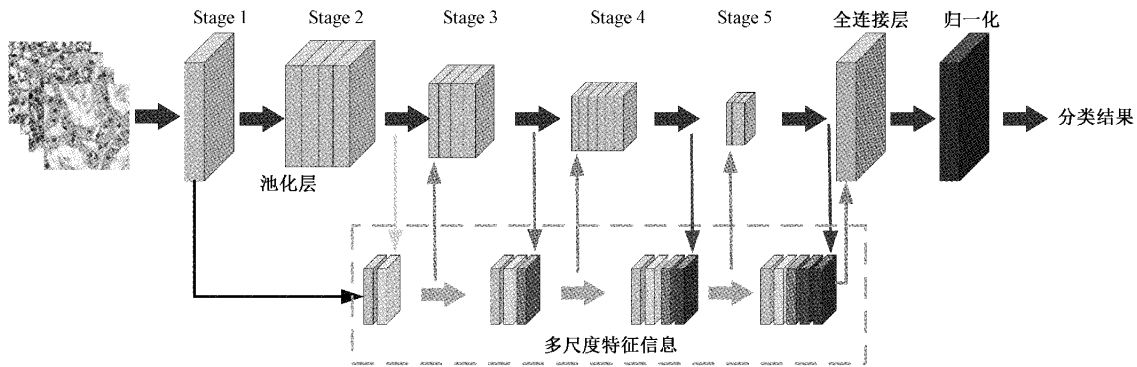 Stage 1
Stage 2
Stage 3
Stage 4
Stage 5
全连接层
归一化
分类结果
池化层
多尺度特征信息